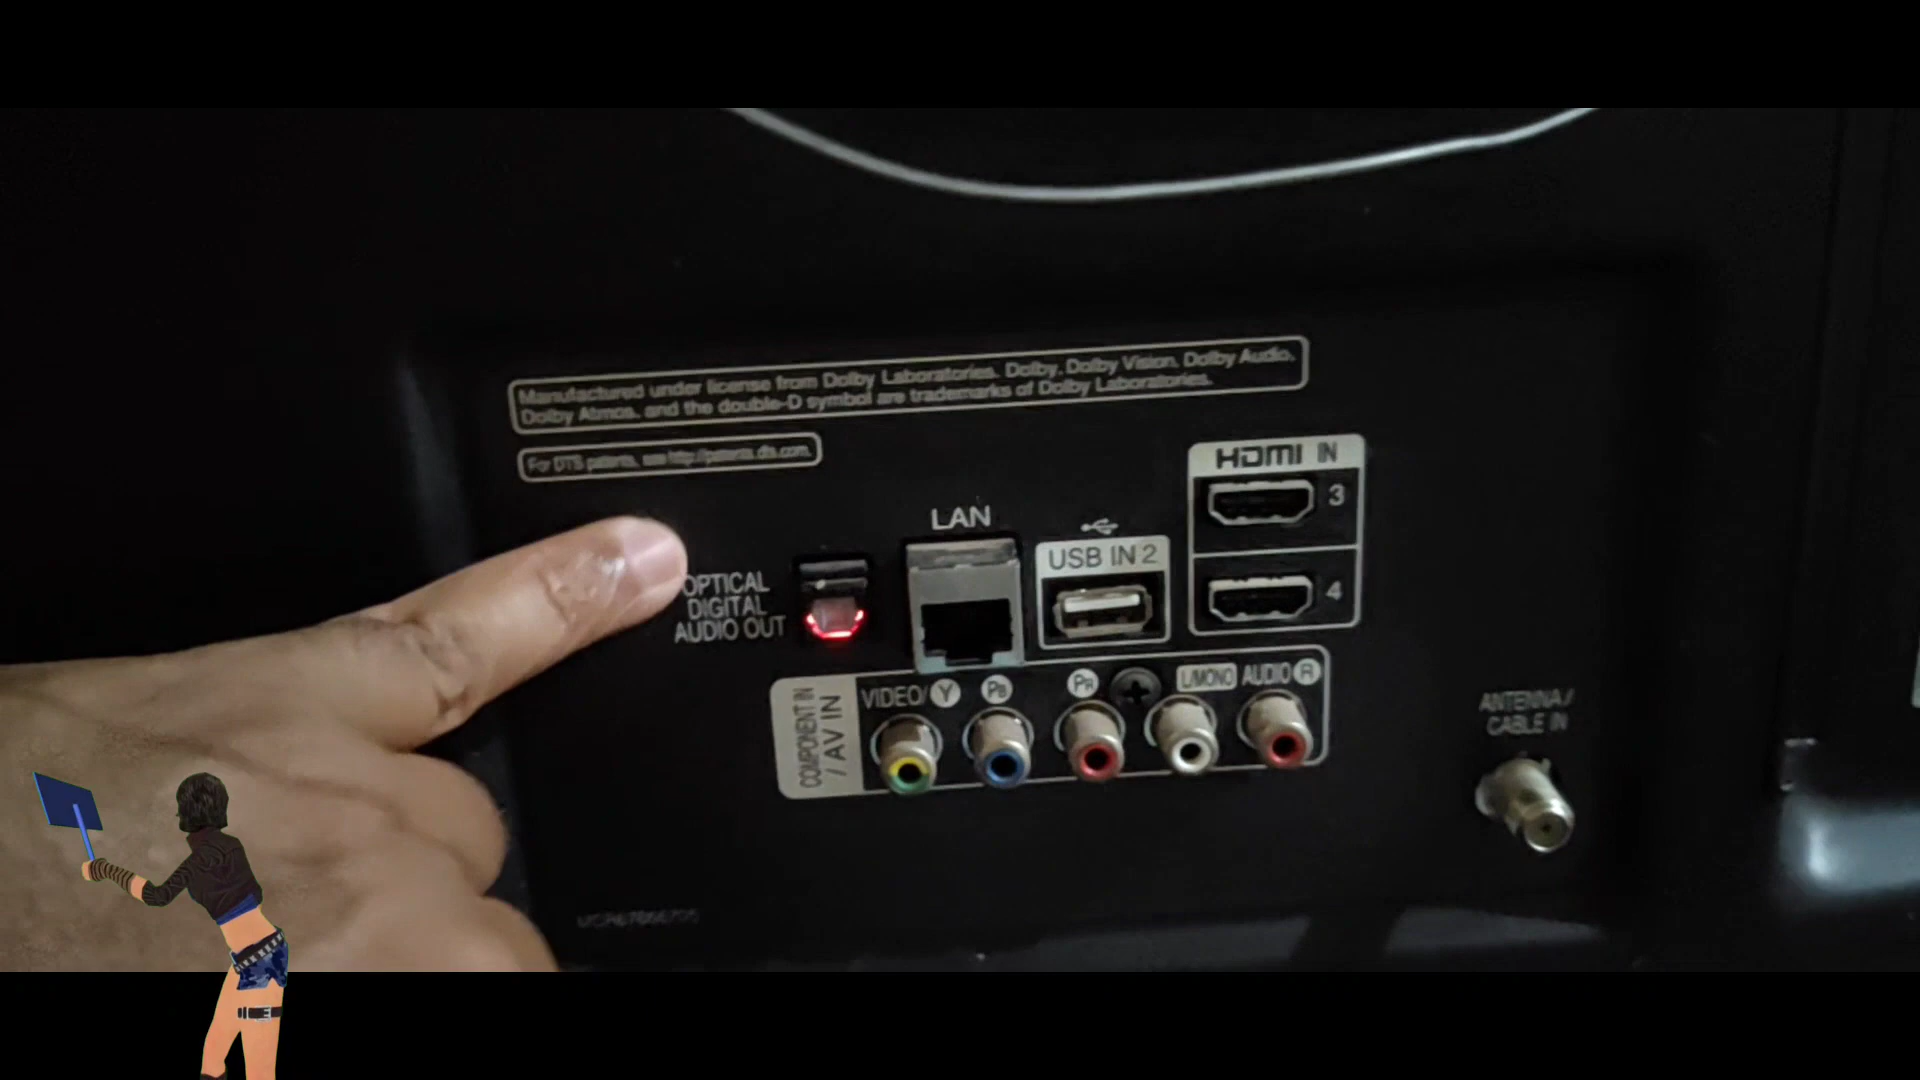 Manufactured under license from Dolby Laboratories. Dolby, Dolby Vision, Dolby Audio,
Dolby Atmos, and the double-D symbol are trademarks of Dolby Laboratories.
For DTS patents, see http://patents.dts.com.
HDMI IN
3
4
LAN
USB IN 2
OPTICAL
DIGITAL
AUDIO OUT
COMPONENT IN
/ AV IN
VIDEO/ Y PB PR L/MONO AUDIO R
ANTENNA /
CABLE IN